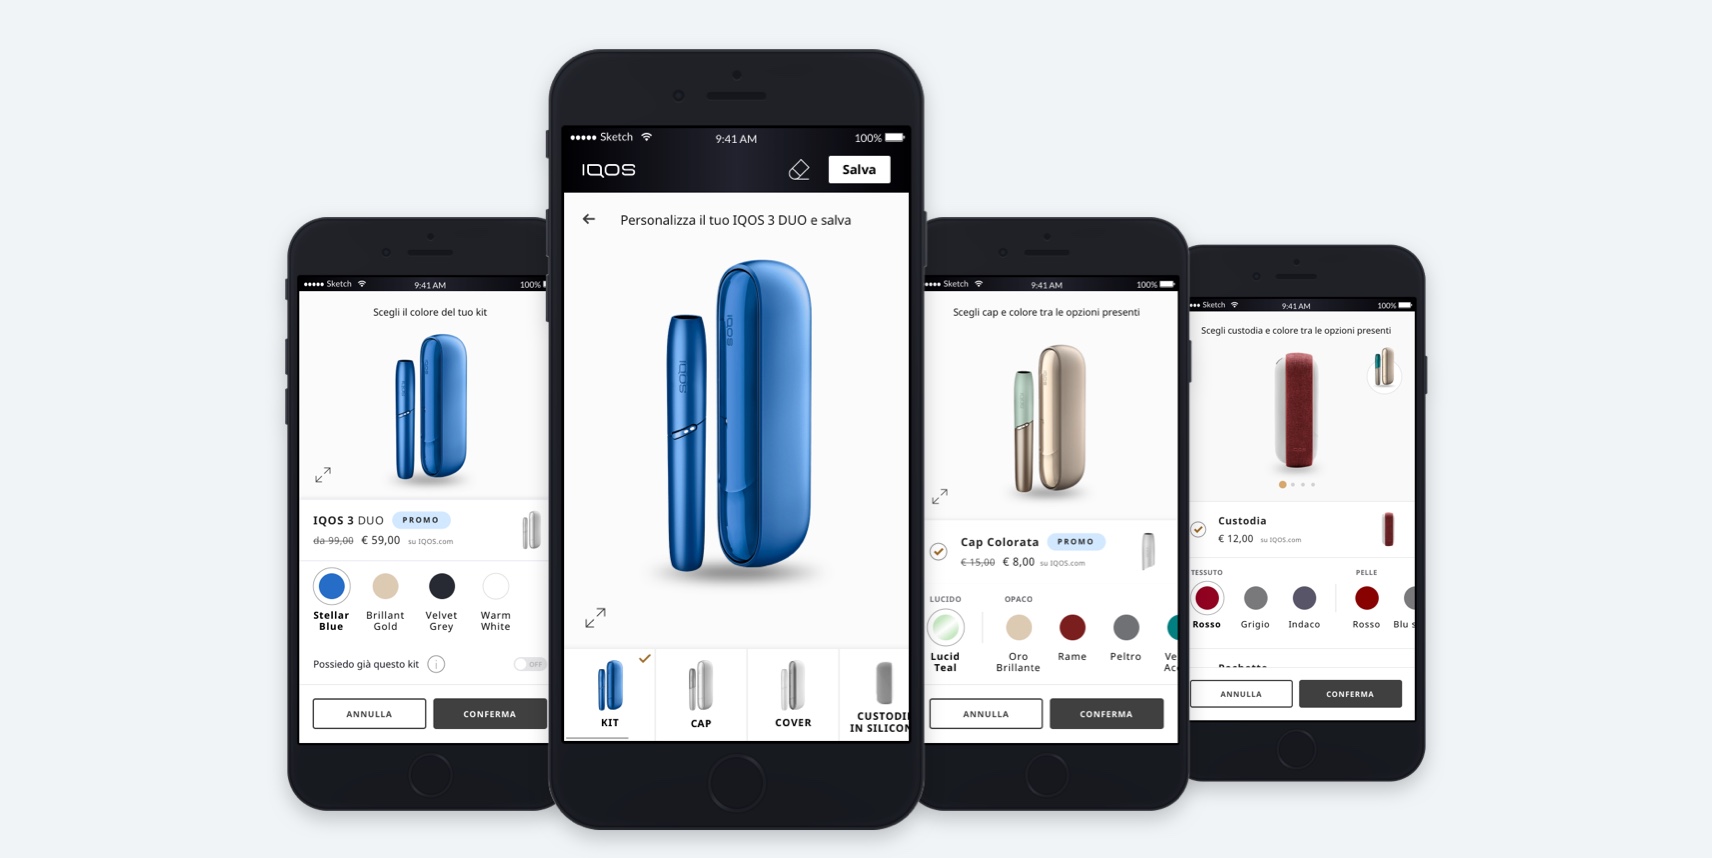 Sketch 9:41 AM 100%
Scegli il colore del tuo kit
IQOS 3 DUO PROMO
da 99,00 € 59,00 su IQOS.com
Stellar Blue
Brillant Gold
Velvet Grey
Warm White
Possiedo già questo kit i OFF
ANNULLA CONFERMA
Sketch 9:41 AM 100%
IQOS Salva
Personalizza il tuo IQOS 3 DUO e salva
IQOS
IQOS
KIT
CAP
COVER
CUSTODI
IN SILICON
Sketch 9:41 AM 100%
Scegli cap e colore tra le opzioni presenti
Cap Colorata PROMO
€ 15,00 € 8,00 su IQOS.com
LUCIDO OPACO
Lucid Teal
Oro Brillante
Rame
Peltro
Ve
Ac
ANNULLA CONFERMA
Sketch 9:41 AM 100%
Scegli custodia e colore tra le opzioni presenti
Custodia
€ 12,00 su IQOS.com
TESSUTO PELLE
Rosso Grigio Indaco Rosso Blu s
ANNULLA CONFERMA